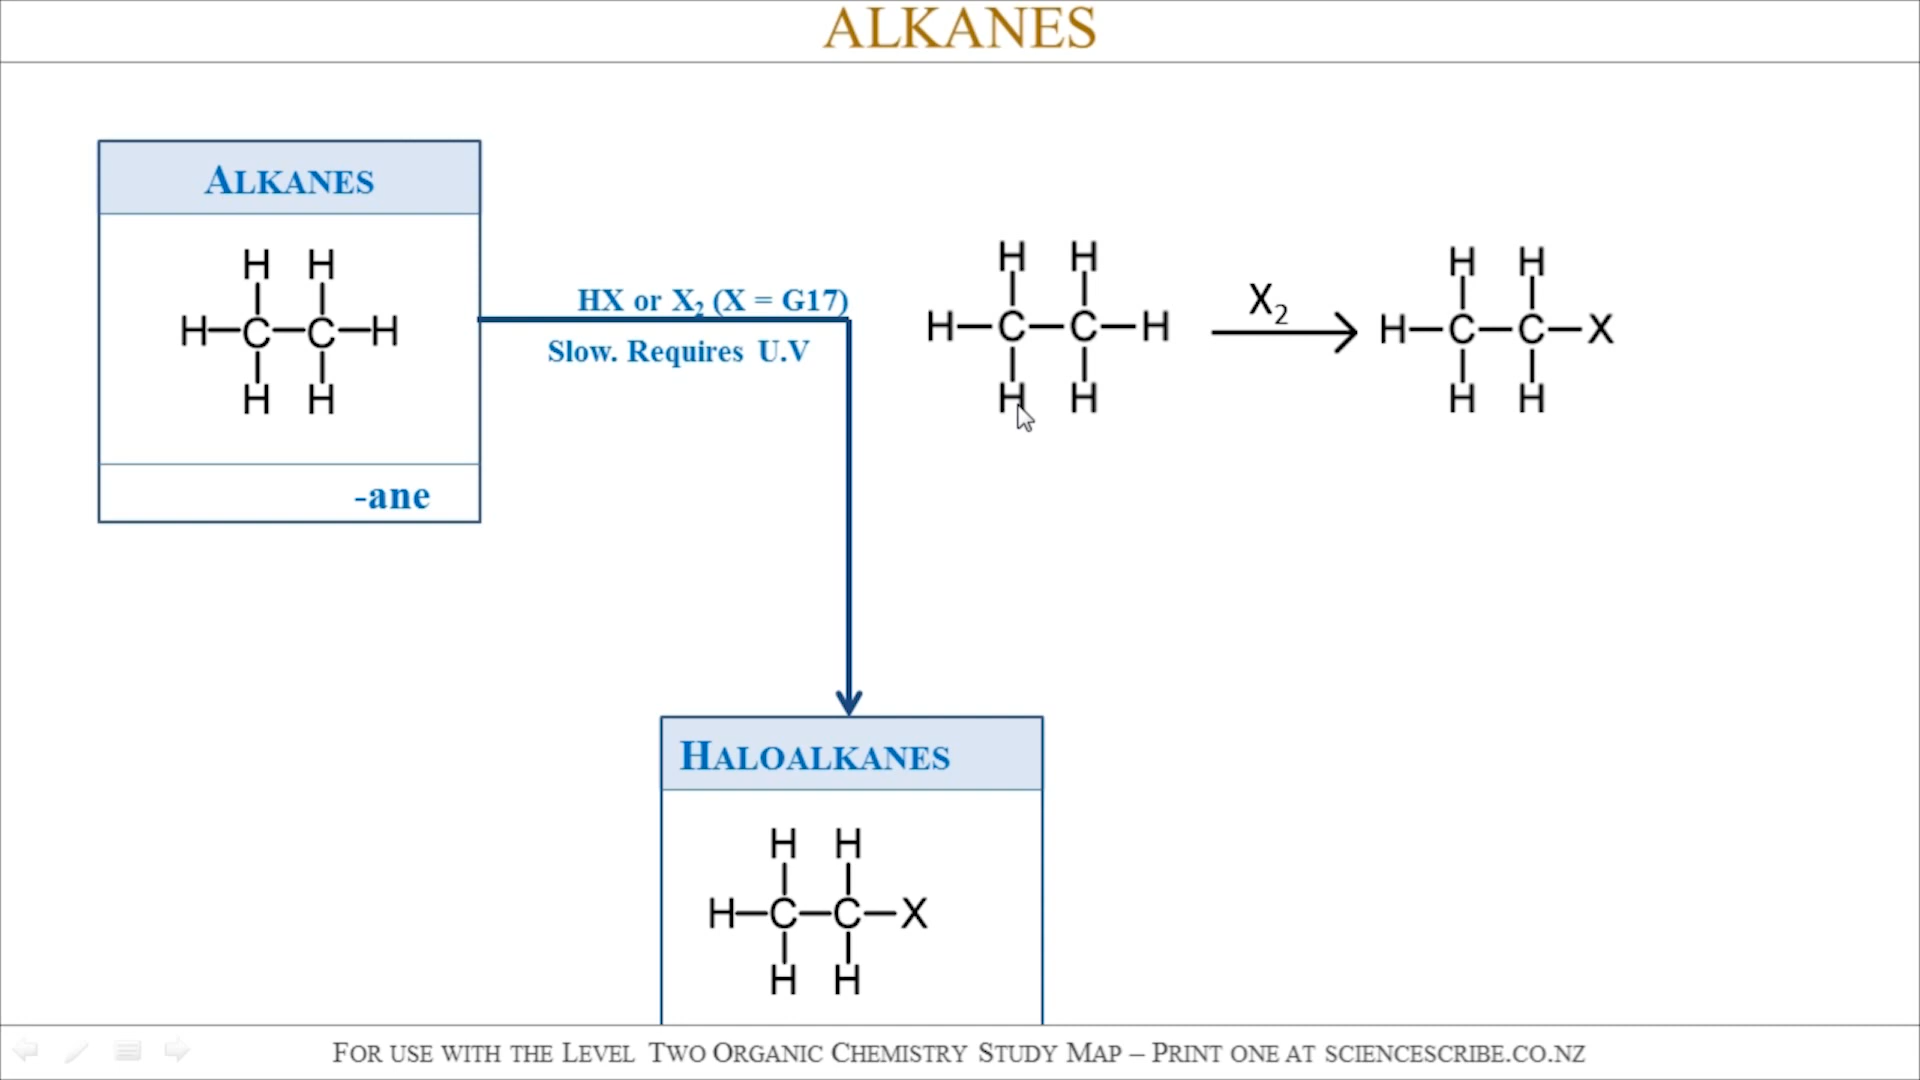 ALKANES
ALKANES
H H
H–C–C–H
H H
-ane
HX or X₂ (X = G17)
Slow. Requires U.V
H H
H–C–C–H
H H
X₂
H H
H–C–C–X
H H
HALOALKANES
H H
H–C–C–X
H H
FOR USE WITH THE LEVEL TWO ORGANIC CHEMISTRY STUDY MAP – PRINT ONE AT SCIENCESCRIBE.CO.NZ